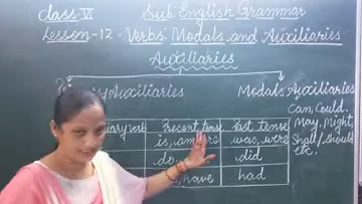 Class-VI Sub: English Grammar
Lesson-12 - Verbs: Modals and Auxiliaries
Auxiliaries
Auxiliaries Modals Auxiliaries
Can, Could
verb Present tense Past tense May, Might
is, am, are was, were Shall/Should
do, did etc.
have had